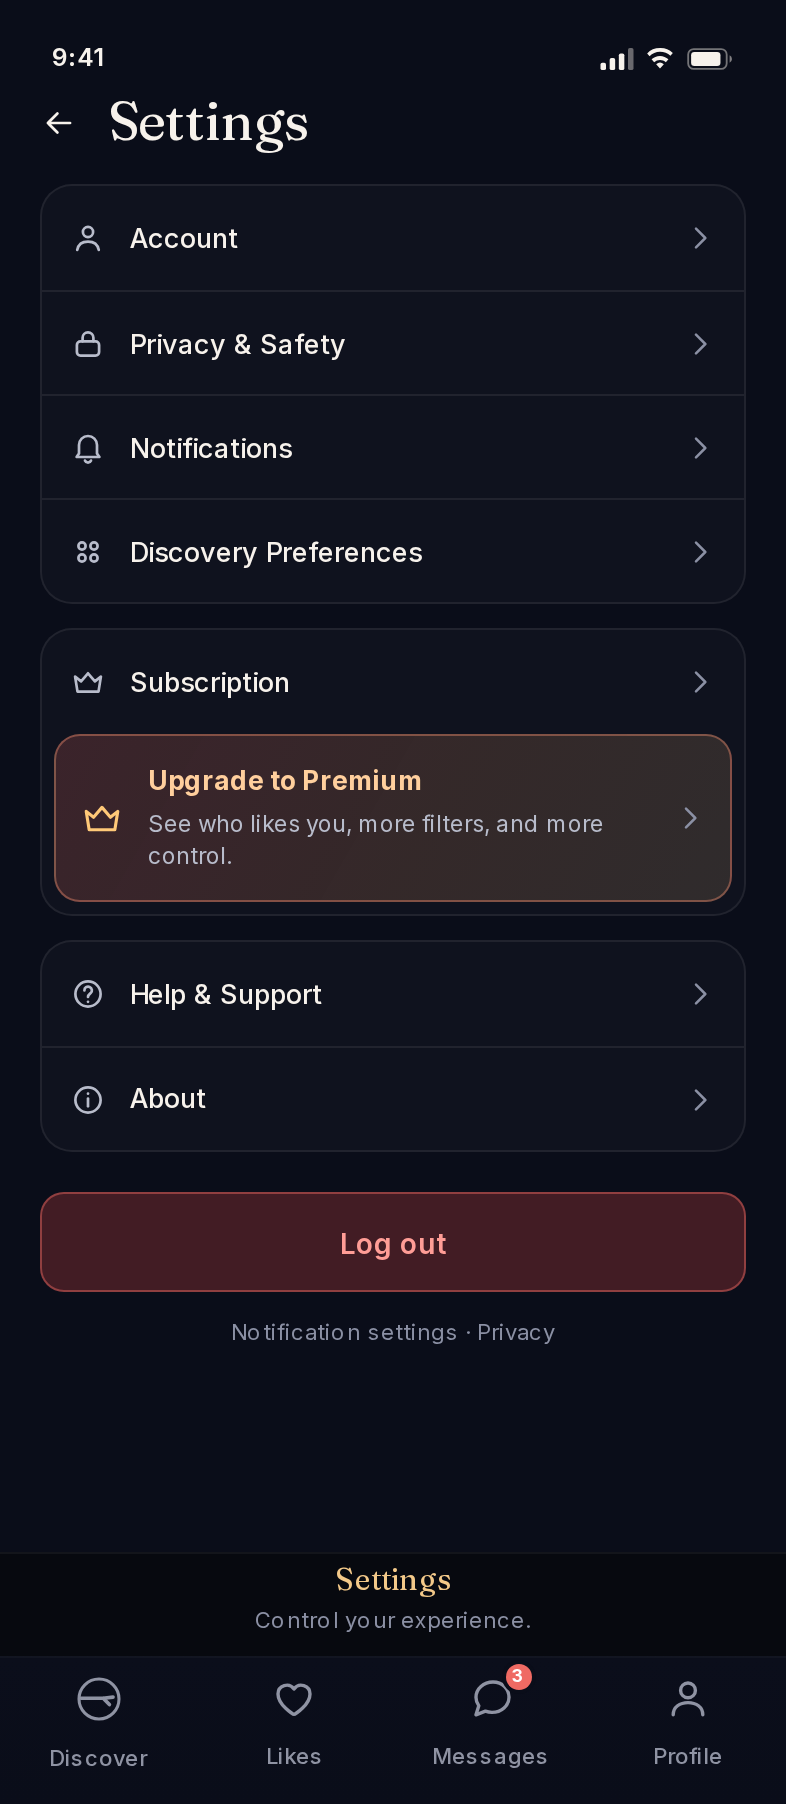 9:41
Settings
Account
Privacy & Safety
Notifications
Discovery Preferences
Subscription
Upgrade to Premium
See who likes you, more filters, and more
control.
Help & Support
About
Log out
Notification settings · Privacy
Settings
Control your experience.
3
Discover
Likes
Messages
Profile